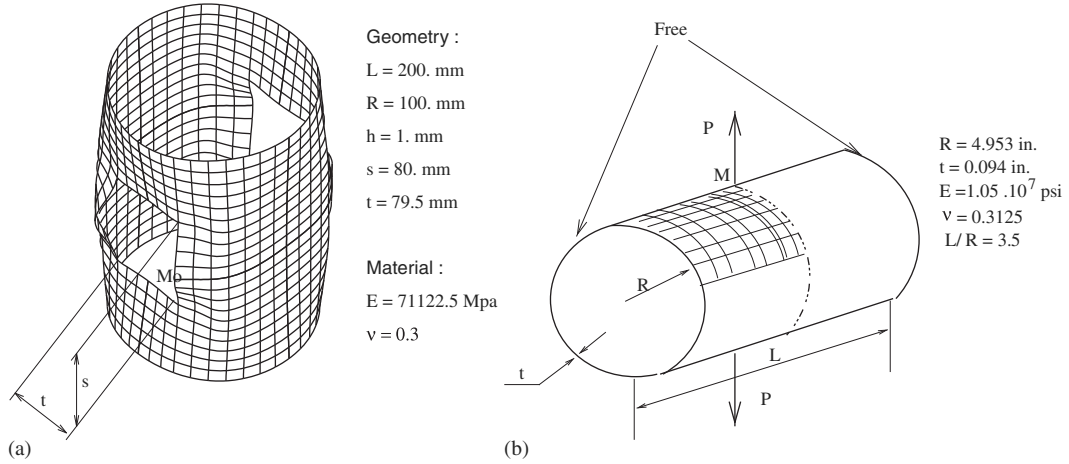 Geometry :
L = 200. mm
R = 100. mm
h = 1. mm
s = 80. mm
t = 79.5 mm
Material :
E = 71122.5 Mpa
ν = 0.3
Mo
s
t
(a)
Free
P
M
R
L
t
P
R = 4.953 in.
t = 0.094 in.
E =1.05 .10⁷ psi
ν = 0.3125
L/ R = 3.5
(b)